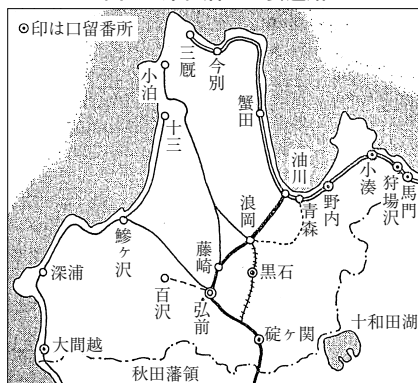 ◉印は口留番所
三厩
今別
小泊
蟹田
十三
油川
青森
野内
小湊
狩場沢
馬門
浪岡
鰺ヶ沢
藤崎
黒石
深浦
百沢
弘前
碇ヶ関
十和田湖
大間越
秋田藩領